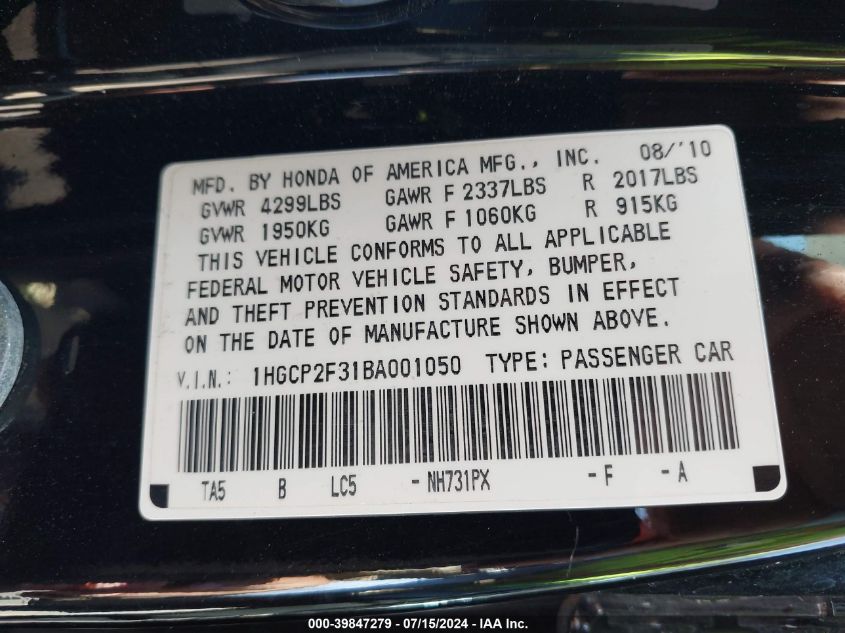 MFD. BY HONDA OF AMERICA MFG., INC. 08/'10
GVWR 4299LBS GAWR F 2337LBS R 2017LBS
GVWR 1950KG GAWR F 1060KG R 915KG
THIS VEHICLE CONFORMS TO ALL APPLICABLE
FEDERAL MOTOR VEHICLE SAFETY, BUMPER,
AND THEFT PREVENTION STANDARDS IN EFFECT
ON THE DATE OF MANUFACTURE SHOWN ABOVE.
V.I.N.: 1HGCP2F31BA001050 TYPE: PASSENGER CAR
TA5 B LC5 - NH731PX - F - A
000-39847279 - 07/15/2024 - IAA Inc.